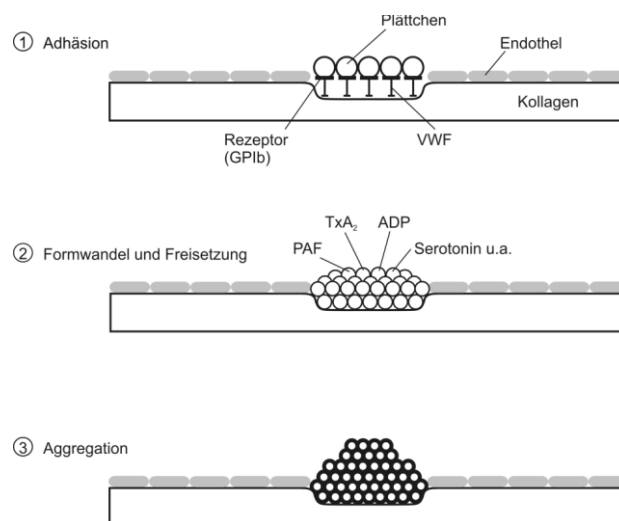 Plättchen
① Adhäsion
Endothel
Kollagen
Rezeptor
(GPIb)
VWF
TxA₂
ADP
② Formwandel und Freisetzung
PAF
Serotonin u.a.
③ Aggregation